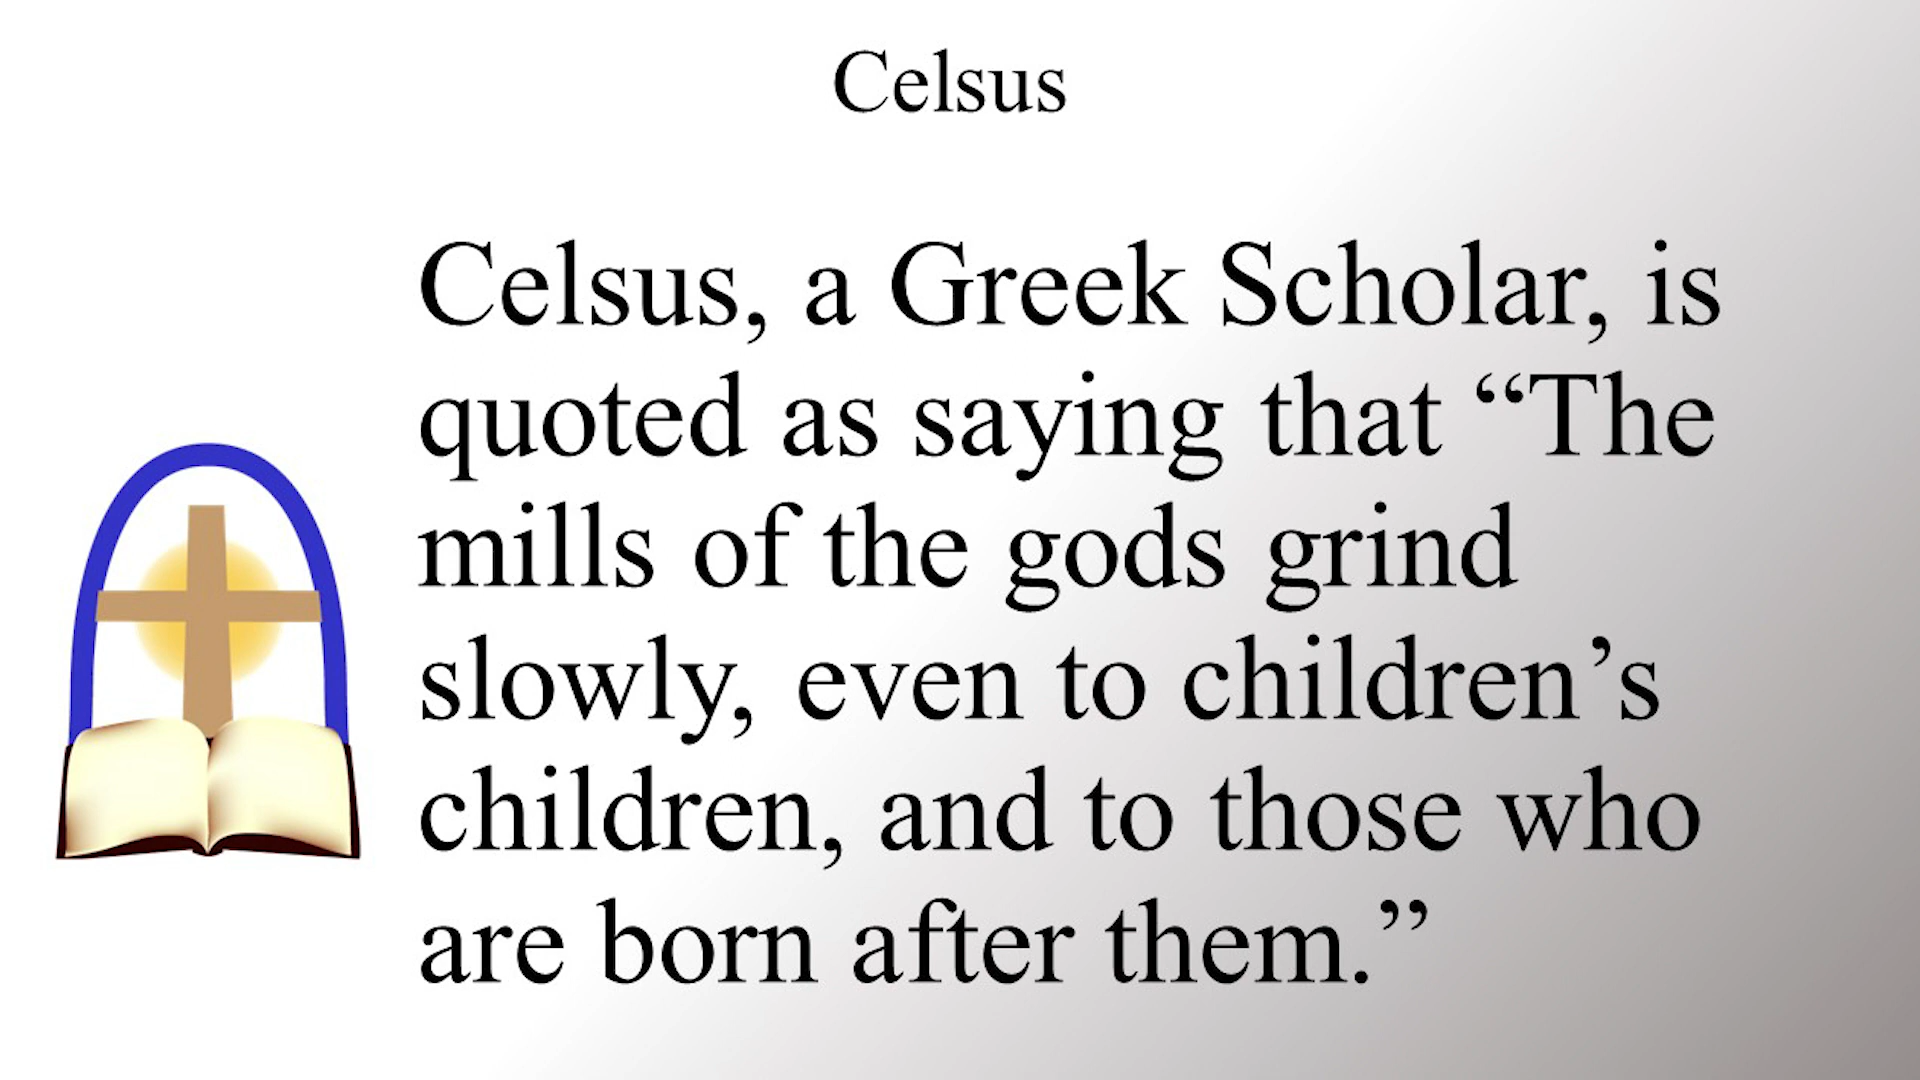 Celsus
Celsus, a Greek Scholar, is
quoted as saying that “The
mills of the gods grind
slowly, even to children’s
children, and to those who
are born after them.”